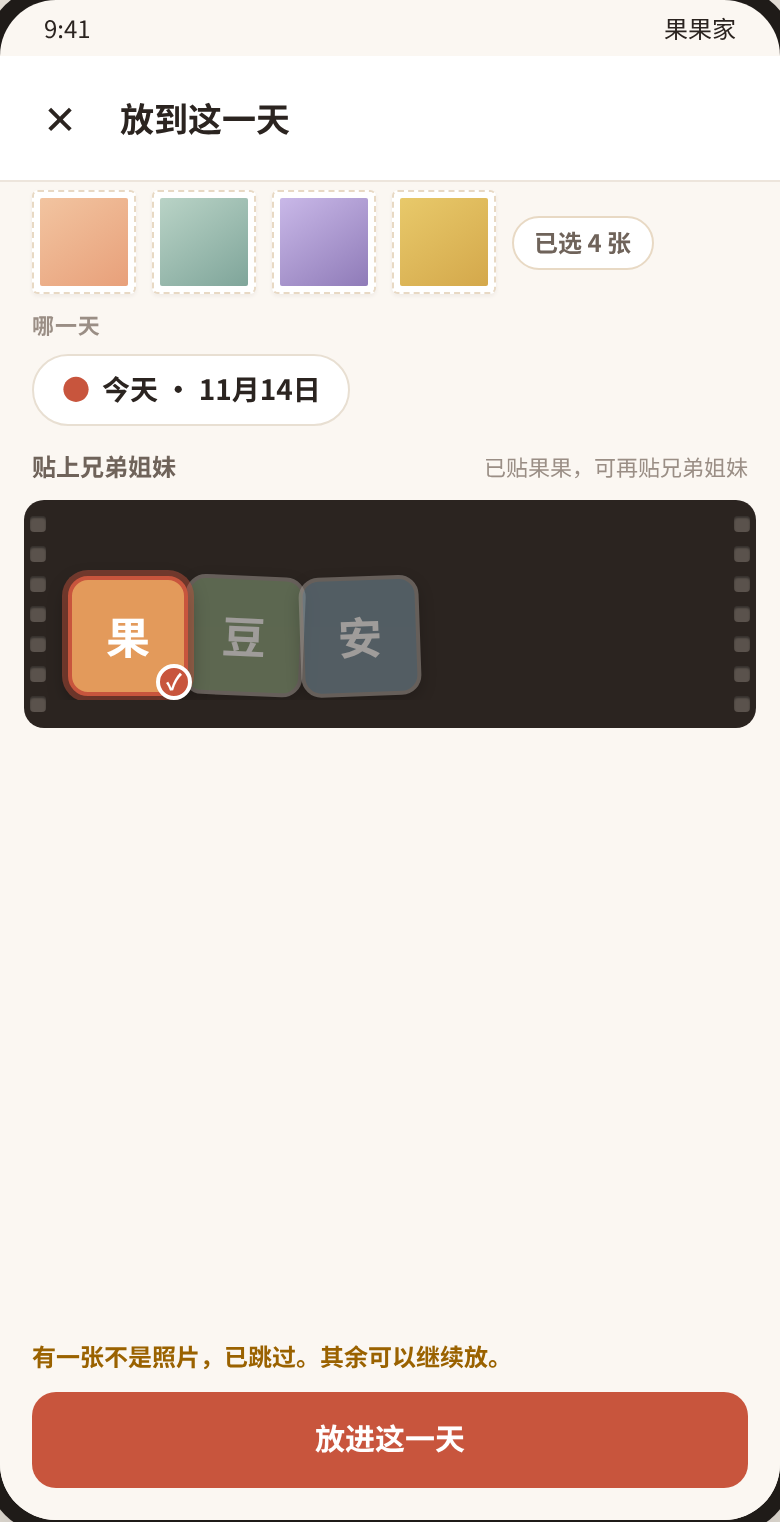 9:41 果果家
✕ 放到这一天
已选 4 张
哪一天
今天 · 11月14日
贴上兄弟姐妹 已贴果果，可再贴兄弟姐妹
果 豆 安
✓
有一张不是照片，已跳过。其余可以继续放。
放进这一天